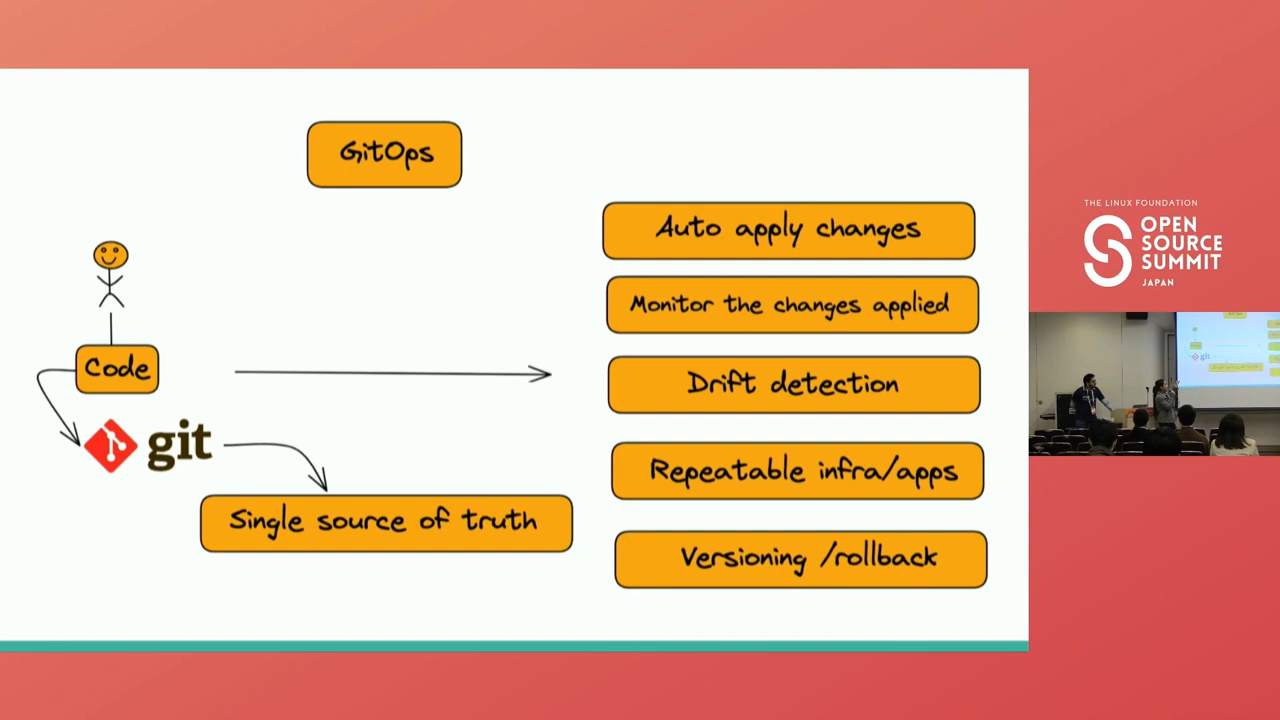 GitOps
Auto apply changes
Monitor the changes applied
Code
Drift detection
git
Repeatable infra/apps
Single source of truth
Versioning /rollback
THE LINUX FOUNDATION
OPEN
SOURCE
SUMMIT
JAPAN